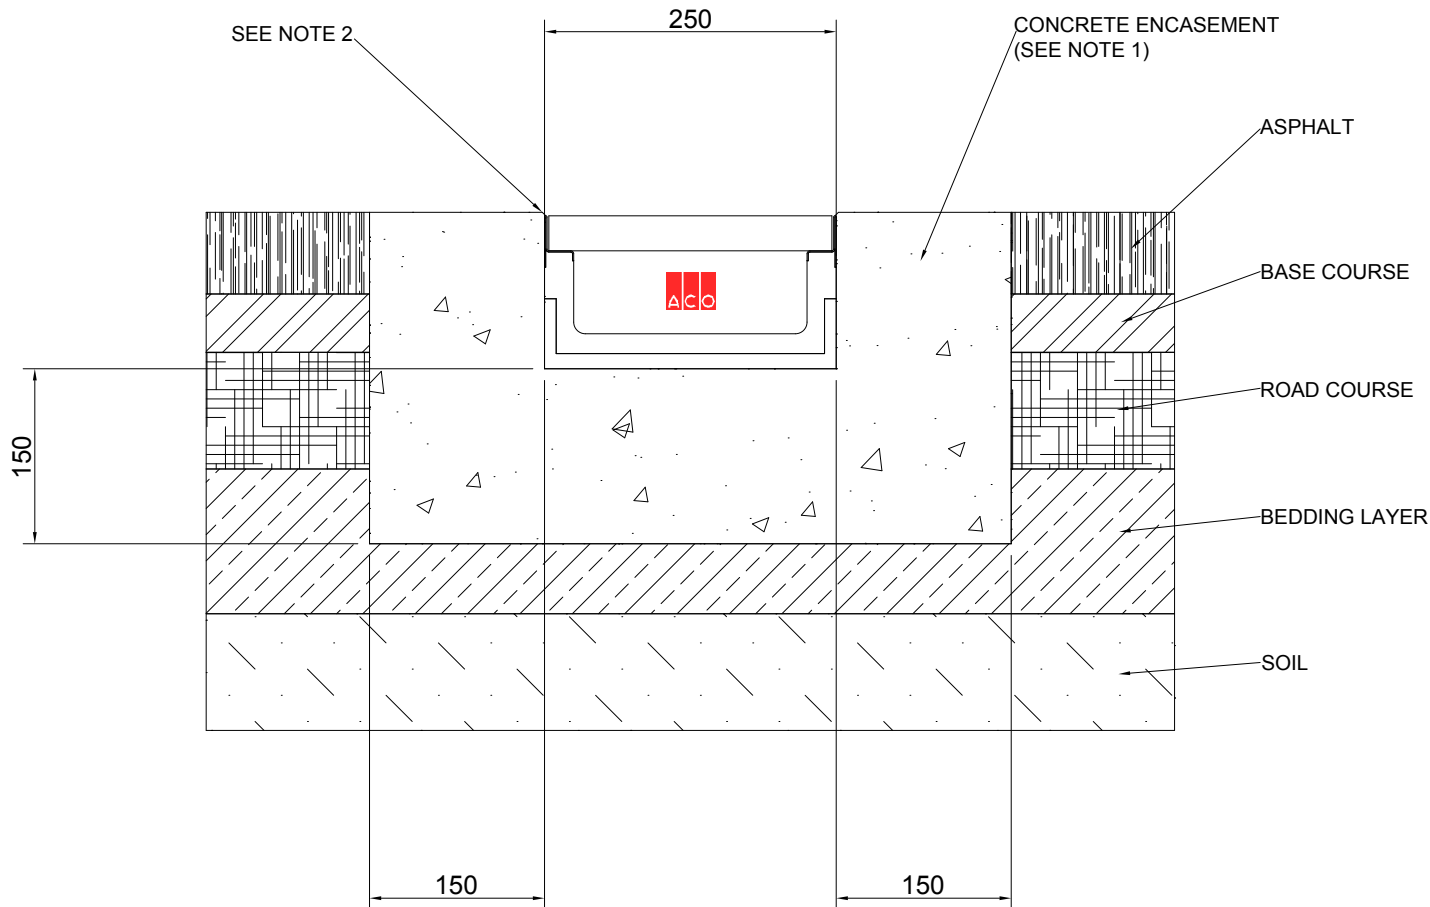 250
SEE NOTE 2
CONCRETE ENCASEMENT
(SEE NOTE 1)
ASPHALT
BASE COURSE
ACO
ROAD COURSE
150
BEDDING LAYER
SOIL
150
150